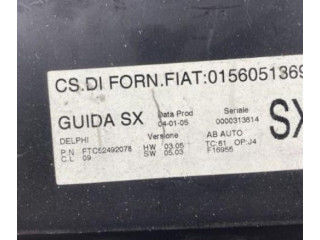 CS.DI FORN.FIAT:0156051369
GUIDA SX Data Prod Seriale SX
04-01-05 0000313614
DELPHI Versione AB AUTO
P.N FTC62492078 HW 03.05 TC:61 OP:J4
C.L 09 SW 05.03 F16956